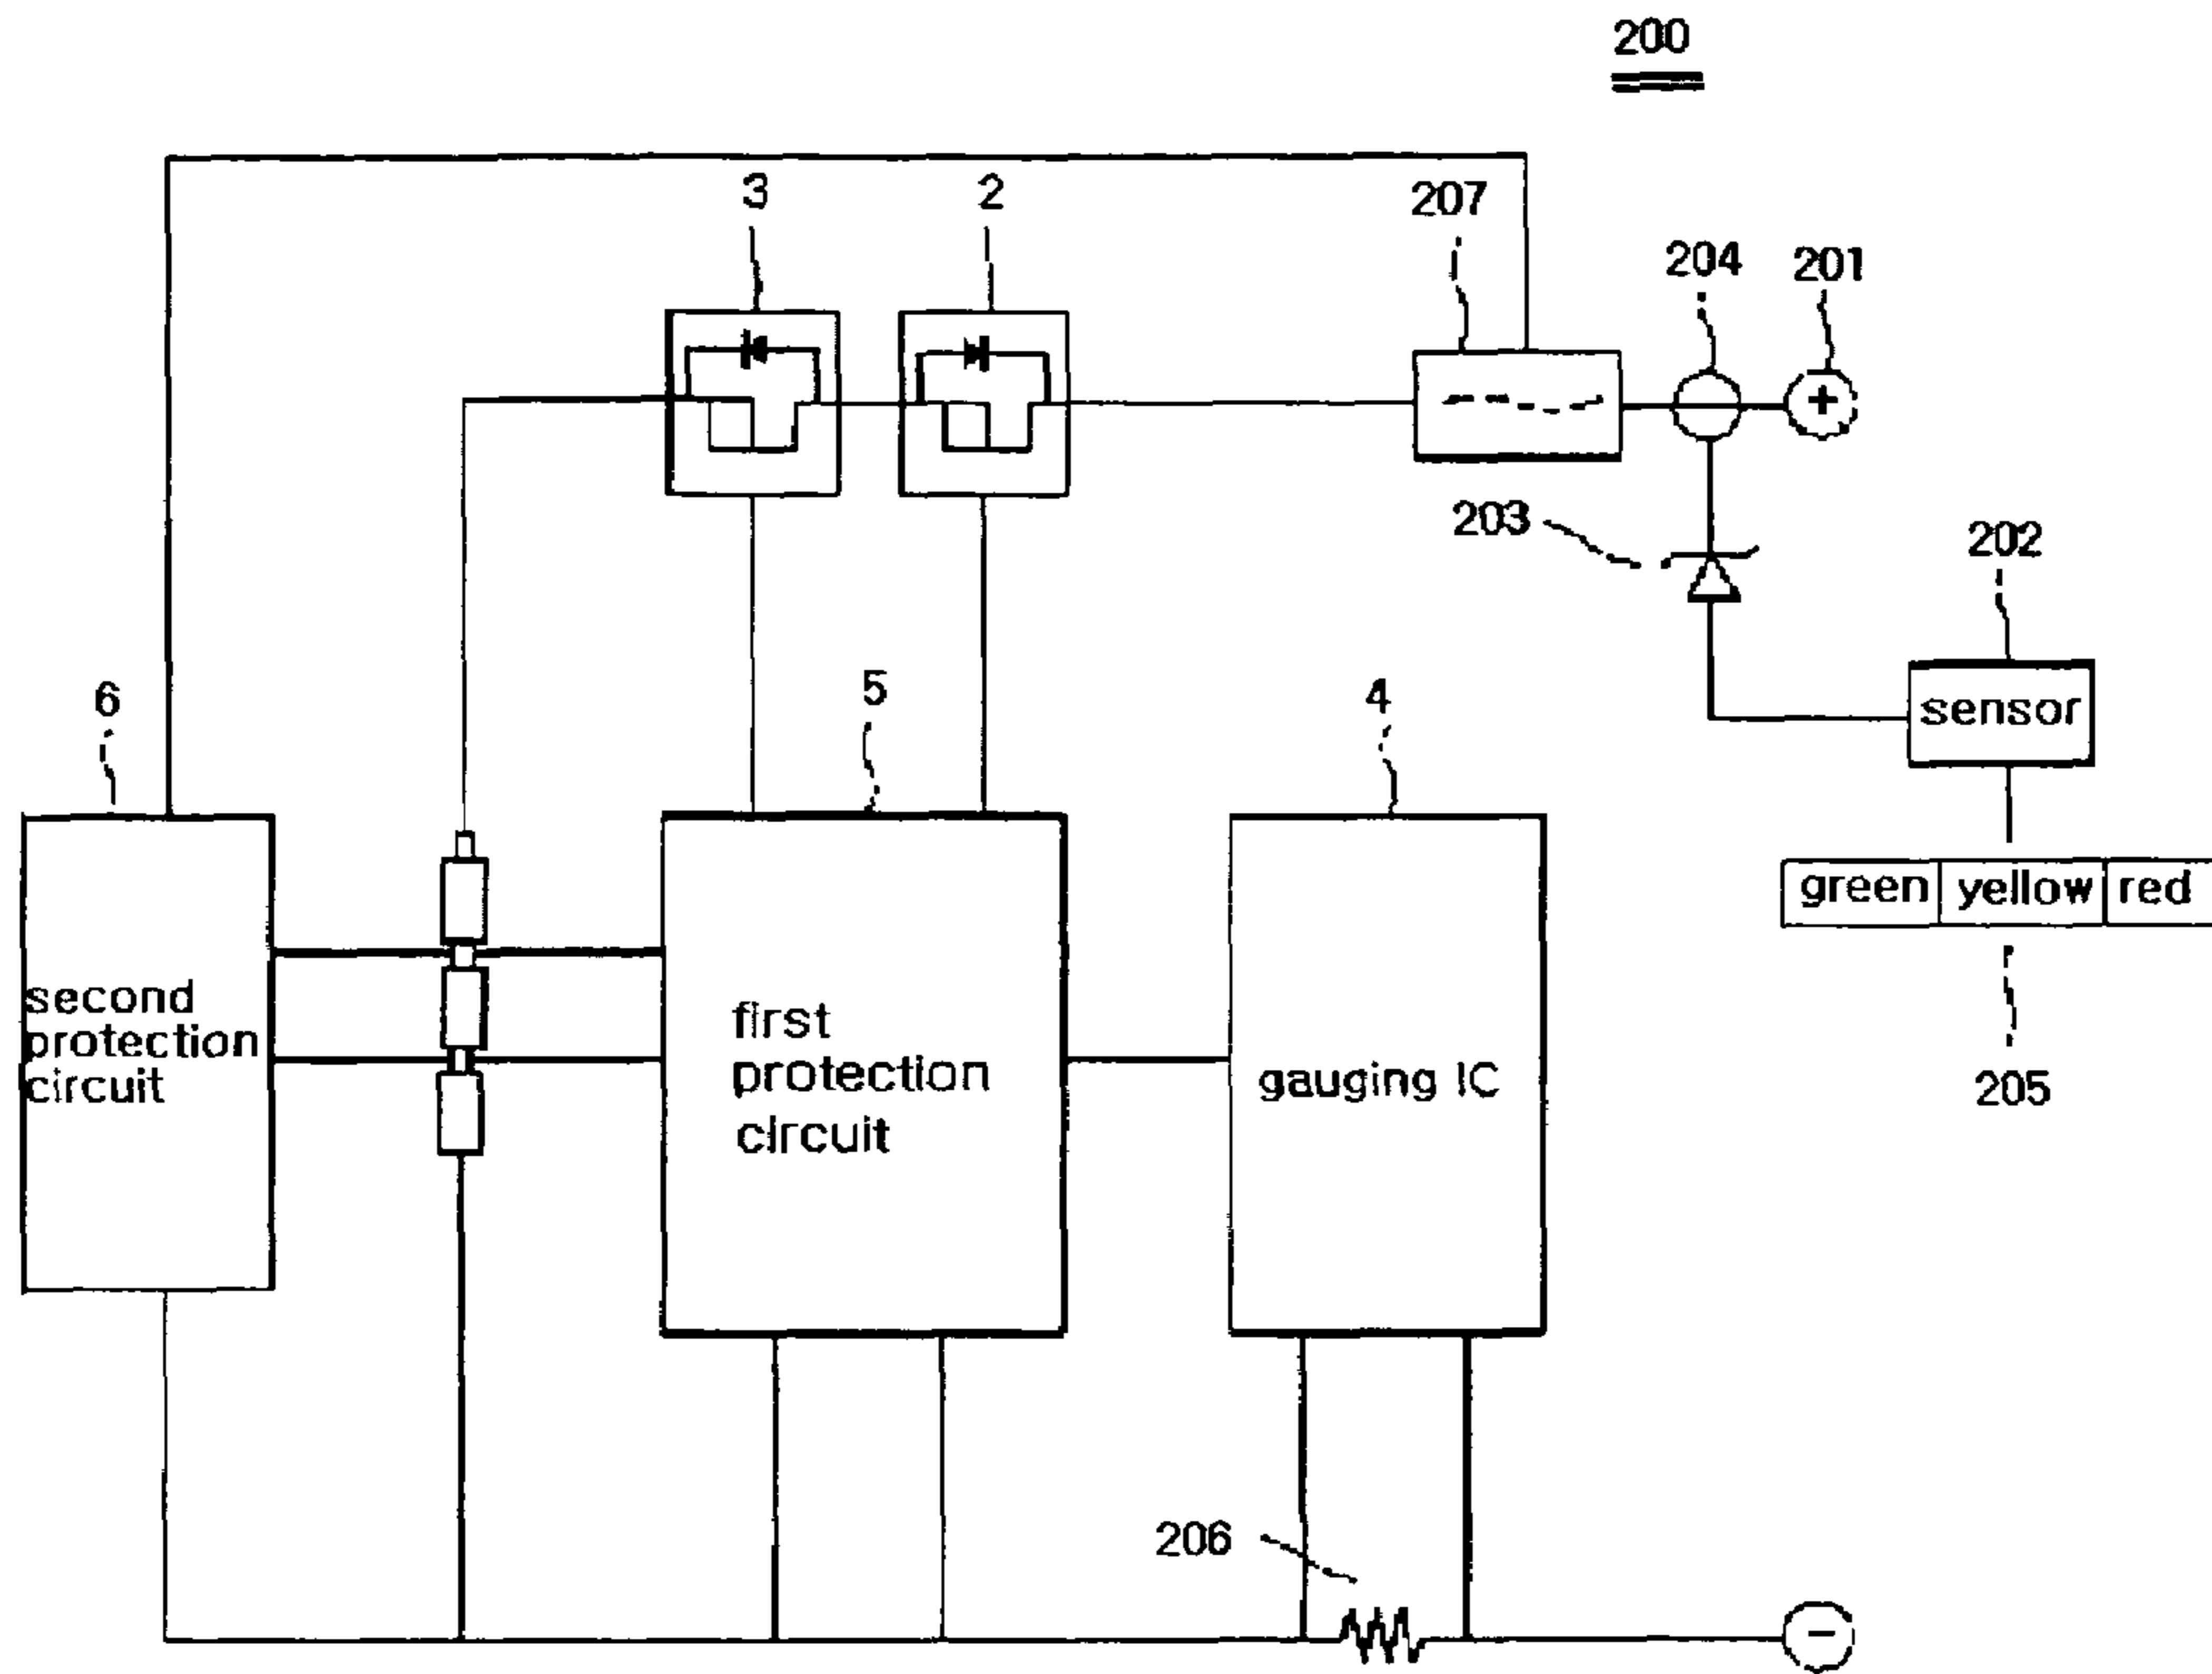 200
3
2
207
204
201
+
203
202
sensor
6
5
4
green yellow red
second
protection
circuit
first
protection
circuit
gauging IC
205
206
-